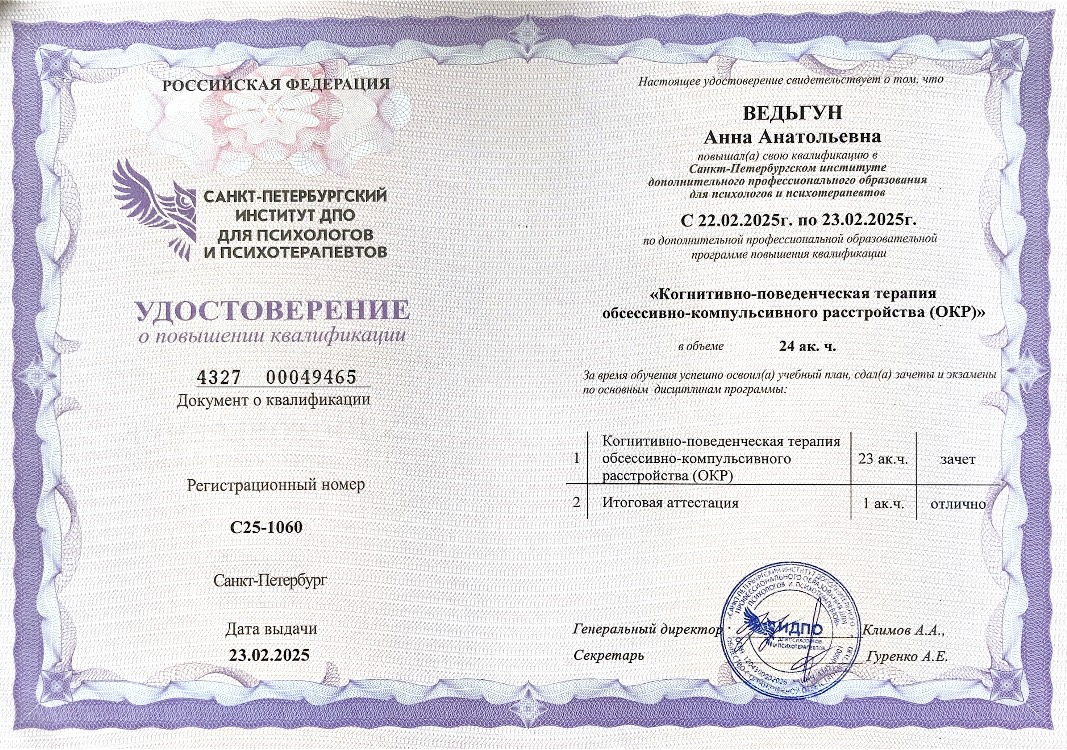 РОССИЙСКАЯ ФЕДЕРАЦИЯ
САНКТ-ПЕТЕРБУРГСКИЙ
ИНСТИТУТ ДПО
ДЛЯ ПСИХОЛОГОВ
И ПСИХОТЕРАПЕВТОВ
УДОСТОВЕРЕНИЕ
о повышении квалификации
4327 00049465
Документ о квалификации
Регистрационный номер
С25-1060
Санкт-Петербург
Дата выдачи
23.02.2025
Настоящее удостоверение свидетельствует о том, что
ВЕДЬГУН
Анна Анатольевна
повышал(а) свою квалификацию в
Санкт-Петербургском институте
дополнительного профессионального образования
для психологов и психотерапевтов
С 22.02.2025г. по 23.02.2025г.
по дополнительной профессиональной образовательной
программе повышения квалификации
«Когнитивно-поведенческая терапия
обсессивно-компульсивного расстройства (ОКР)»
в объеме 24 ак. ч.
За время обучения успешно освоил(а) учебный план, сдал(а) зачеты и экзамены
по основным дисциплинам программы:
1 Когнитивно-поведенческая терапия
обсессивно-компульсивного 23 ак.ч. зачет
расстройства (ОКР)
2 Итоговая аттестация 1 ак.ч. отлично
Генеральный директор Климов А.А.,
Секретарь Гуренко А.Е.
ИДПО